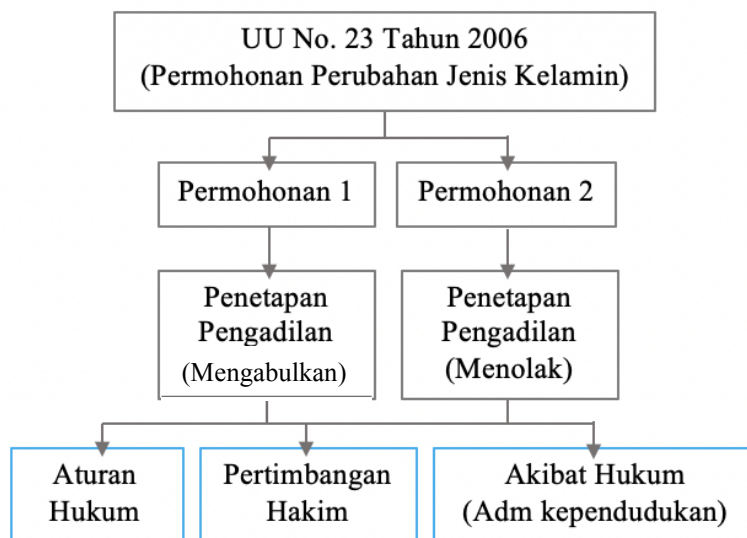 UU No. 23 Tahun 2006
(Permohonan Perubahan Jenis Kelamin)
Permohonan 1
Permohonan 2
Penetapan
Pengadilan
(Mengabulkan)
Penetapan
Pengadilan
(Menolak)
Aturan
Hukum
Pertimbangan
Hakim
Akibat Hukum
(Adm kependudukan)